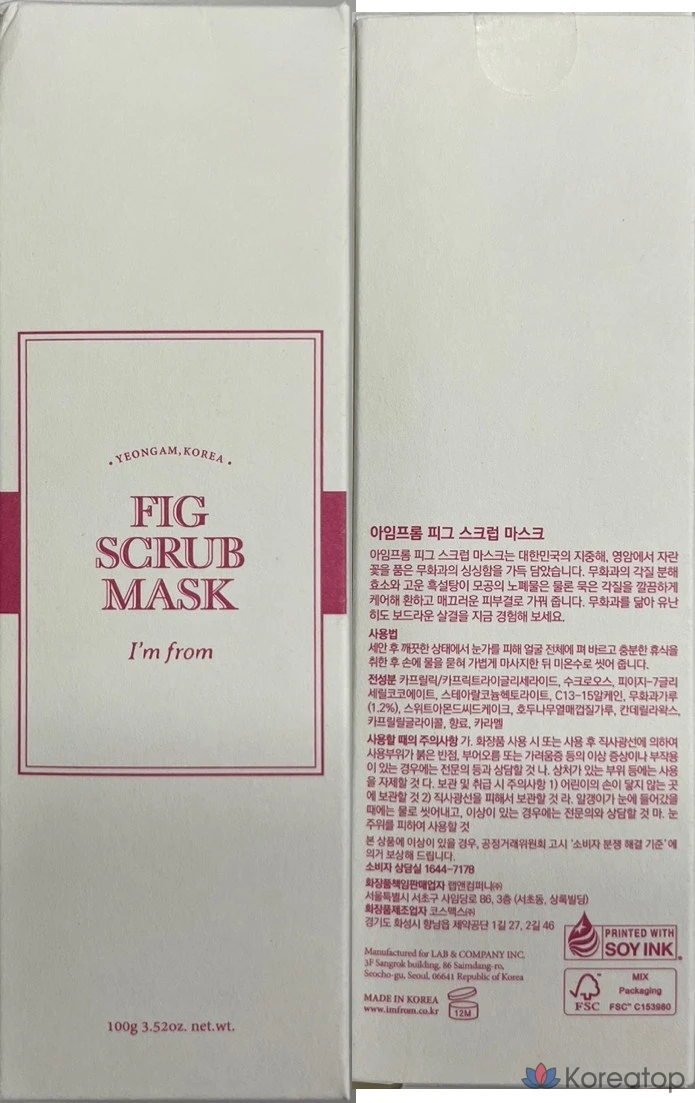 · YEONGAM, KOREA ·
FIG
SCRUB
MASK
I'm from
100g 3.52oz. net.wt.
아임프롬 피그 스크럽 마스크
아임프롬 피그 스크럽 마스크는 대한민국의 지중해, 영암에서 자란
꽃을 품은 무화과의 싱싱함을 가득 담았습니다. 무화과의 각질 분해
효소와 고운 흑설탕이 모공의 노폐물은 물론 묵은 각질을 깔끔하게
케어해 환하고 매끄러운 피부결로 가꿔 줍니다. 무화과를 닮아 유난
히도 보드라운 살결을 지금 경험해 보세요.
사용법
세안 후 깨끗한 상태에서 눈가를 피해 얼굴 전체에 펴 바르고 충분한 휴식을
취한 후 손에 물을 묻혀 가볍게 마사지한 뒤 미온수로 씻어 줍니다.
전성분 카프릴릭/카프릭트라이글리세라이드, 수크로오스, 피이지-7글리
세릴코코에이트, 스테아랄코늄헥토라이트, C13-15알케인, 무화과가루
(1.2%), 스위트아몬드씨드케이크, 호두나무열매껍질가루, 칸데릴라왁스,
카프릴릴글라이콜, 향료, 카라멜
사용할 때의 주의사항 가. 화장품 사용 시 또는 사용 후 직사광선에 의하여
사용부위가 붉은 반점, 부어오름 또는 가려움증 등의 이상 증상이나 부작용
이 있는 경우에는 전문의 등과 상담할 것 나. 상처가 있는 부위 등에는 사용
을 자제할 것 다. 보관 및 취급 시 주의사항 1) 어린이의 손이 닿지 않는 곳
에 보관할 것 2) 직사광선을 피해서 보관할 것 라. 알갱이가 눈에 들어갔을
때에는 물로 씻어내고, 이상이 있는 경우에는 전문의와 상담할 것 마. 눈
주위를 피하여 사용할 것
본 상품에 이상이 있을 경우, 공정거래위원회 고시 '소비자 분쟁 해결 기준'에
의거 보상해 드립니다.
소비자 상담실 1644-7178
화장품책임판매업자 랩앤컴퍼니㈜
서울특별시 서초구 사임당로 86, 3층 (서초동, 상록빌딩)
화장품제조업자 코스맥스㈜
경기도 화성시 향남읍 제약공단 1길 27, 2길 46
Manufactured for LAB & COMPANY INC.
3F Sangrok building, 86 Saimdang-ro,
Seocho-gu, Seoul, 06641 Republic of Korea
MADE IN KOREA
www.imfrom.co.kr
12M
PRINTED WITH
SOY INK
FSC
MIX
Packaging
FSC™ C153980
Koreatop